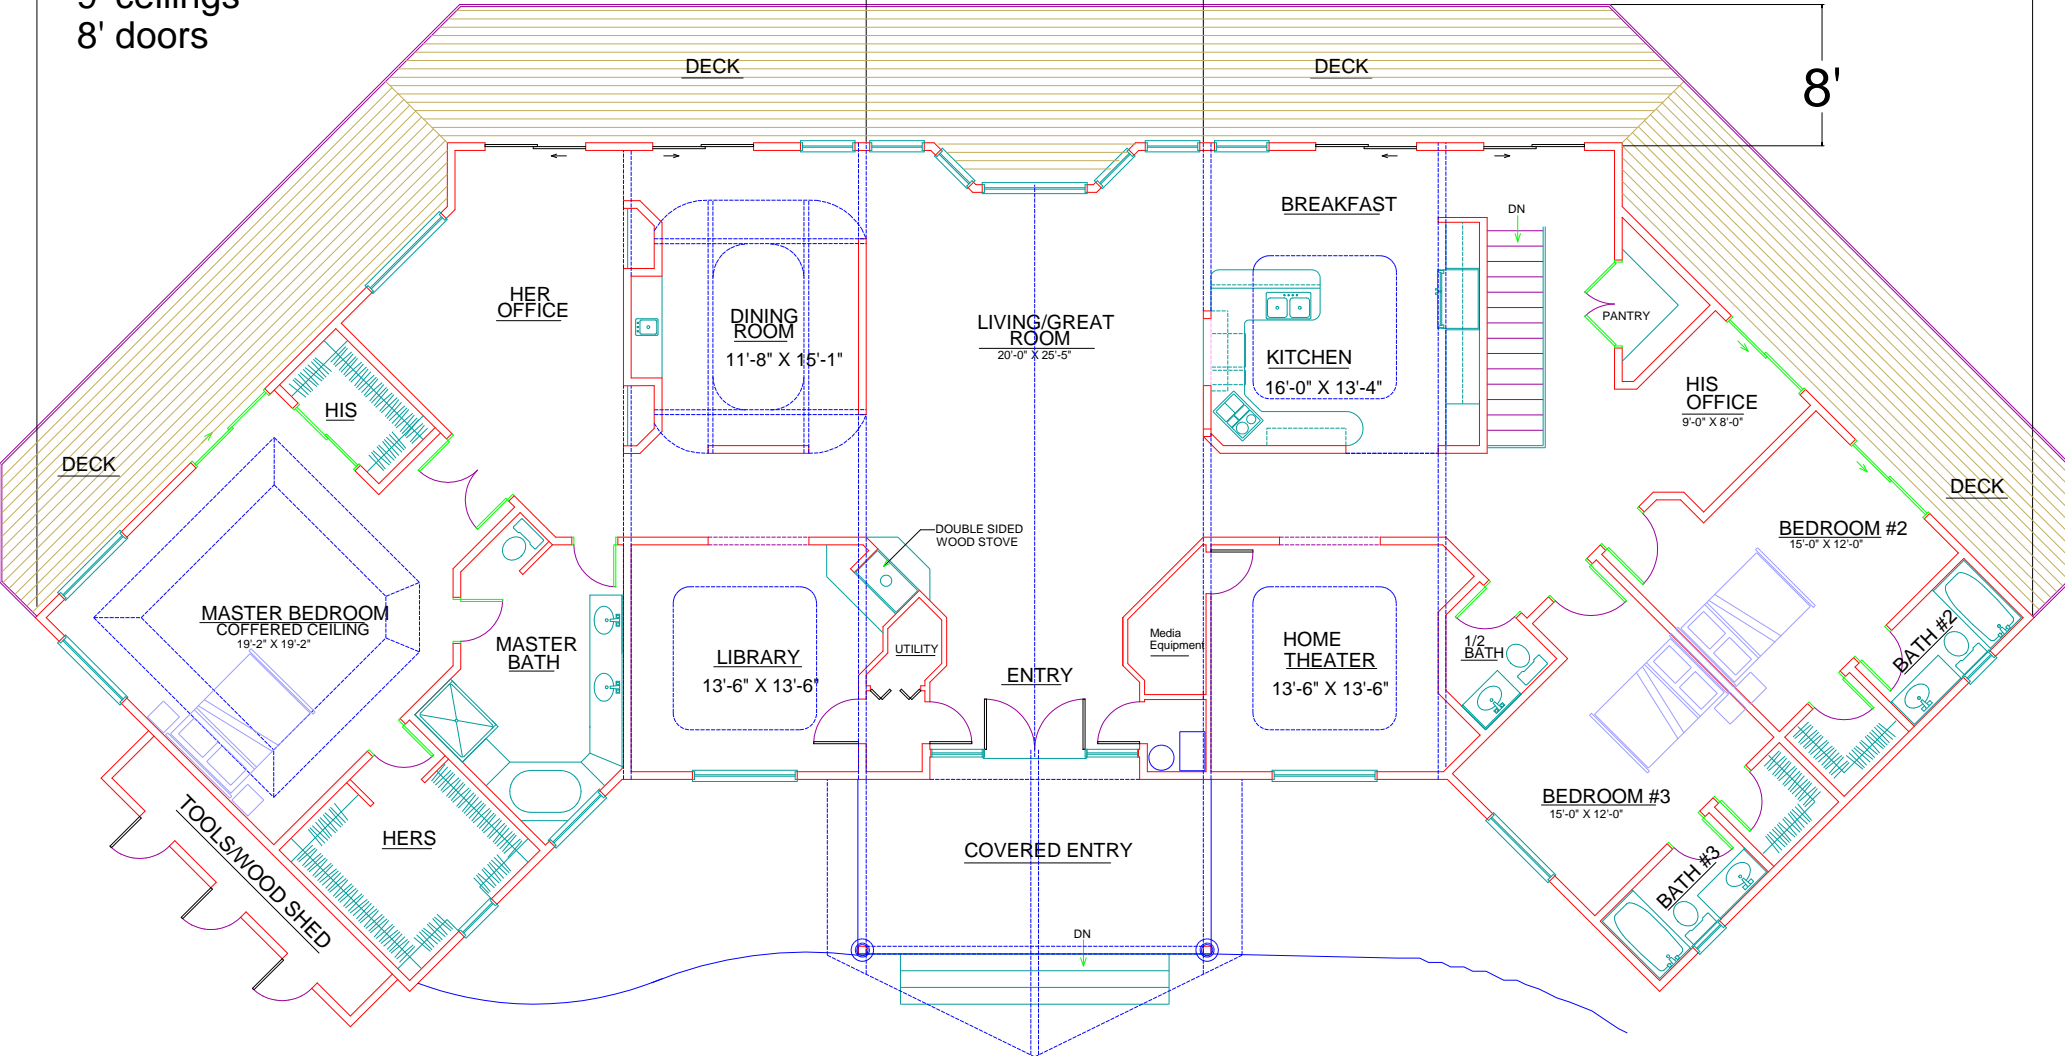 9' ceilings
8' doors
DECK
DECK
8'
BREAKFAST
DN
HER
OFFICE
DINING
ROOM
11'-8" X 15'-1"
LIVING/GREAT
ROOM
20'-0" X 25'-5"
KITCHEN
16'-0" X 13'-4"
PANTRY
HIS
OFFICE
9'-0" X 8'-0"
HIS
DECK
DECK
DOUBLE SIDED
WOOD STOVE
BEDROOM #2
15'-0" X 12'-0"
MASTER BEDROOM
COFFERED CEILING
19'-2" X 19'-2"
MASTER
BATH
LIBRARY
13'-6" X 13'-6"
UTILITY
ENTRY
Media
Equipment
HOME
THEATER
13'-6" X 13'-6"
1/2
BATH
BATH #2
BEDROOM #3
15'-0" X 12'-0"
TOOLS/WOOD SHED
HERS
COVERED ENTRY
BATH #3
DN